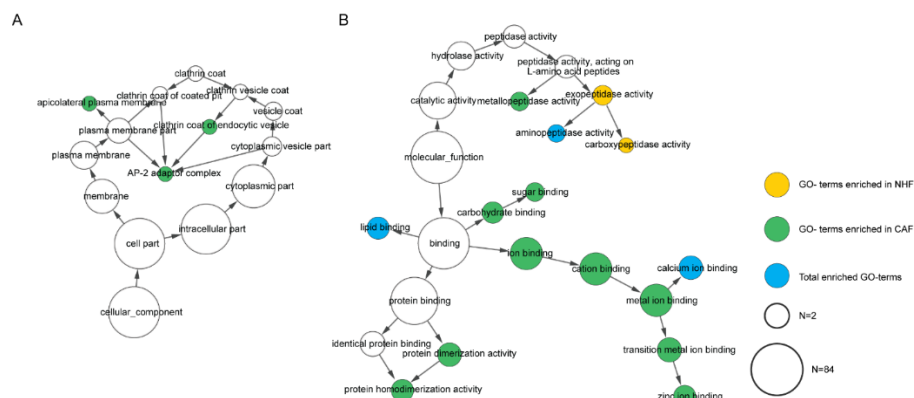 A
clathrin coat
clathrin coat of coated pit
clathrin vesicle coat
apicolateral plasma membrane
vesicle coat
plasma membrane part
clathrin coat of endocytic vesicle
plasma membrane
cytoplasmic vesicle part
AP-2 adaptor complex
membrane
cytoplasmic part
cell part
intracellular part
cellular_component
B
peptidase activity
hydrolase activity
peptidase activity, acting on
L-amino acid peptides
catalytic activity
metallopeptidase activity
exopeptidase activity
aminopeptidase activity
carboxypeptidase activity
molecular_function
sugar binding
carbohydrate binding
lipid binding
binding
ion binding
cation binding
calcium ion binding
metal ion binding
protein binding
identical protein binding
protein dimerization activity
transition metal ion binding
protein homodimerization activity
zinc ion binding
GO- terms enriched in NHF
GO- terms enriched in CAF
Total enriched GO-terms
N=2
N=84